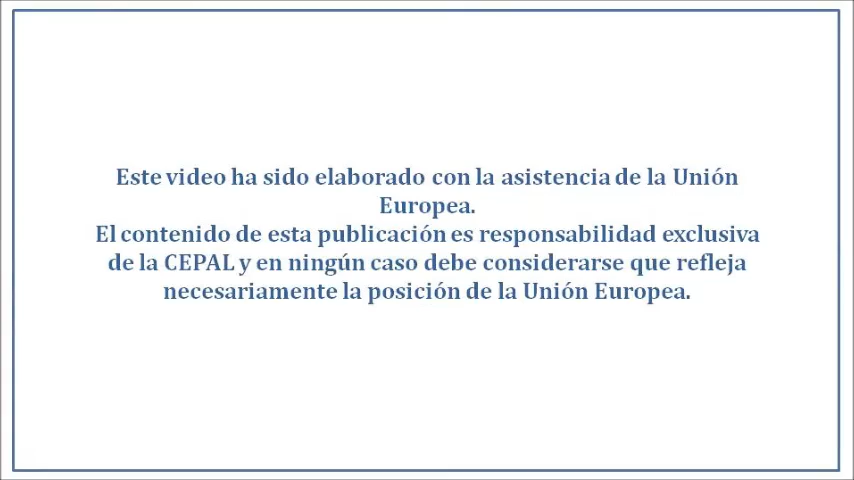 Este video ha sido elaborado con la asistencia de la Unión
Europea.
El contenido de esta publicación es responsabilidad exclusiva
de la CEPAL y en ningún caso debe considerarse que refleja
necesariamente la posición de la Unión Europea.